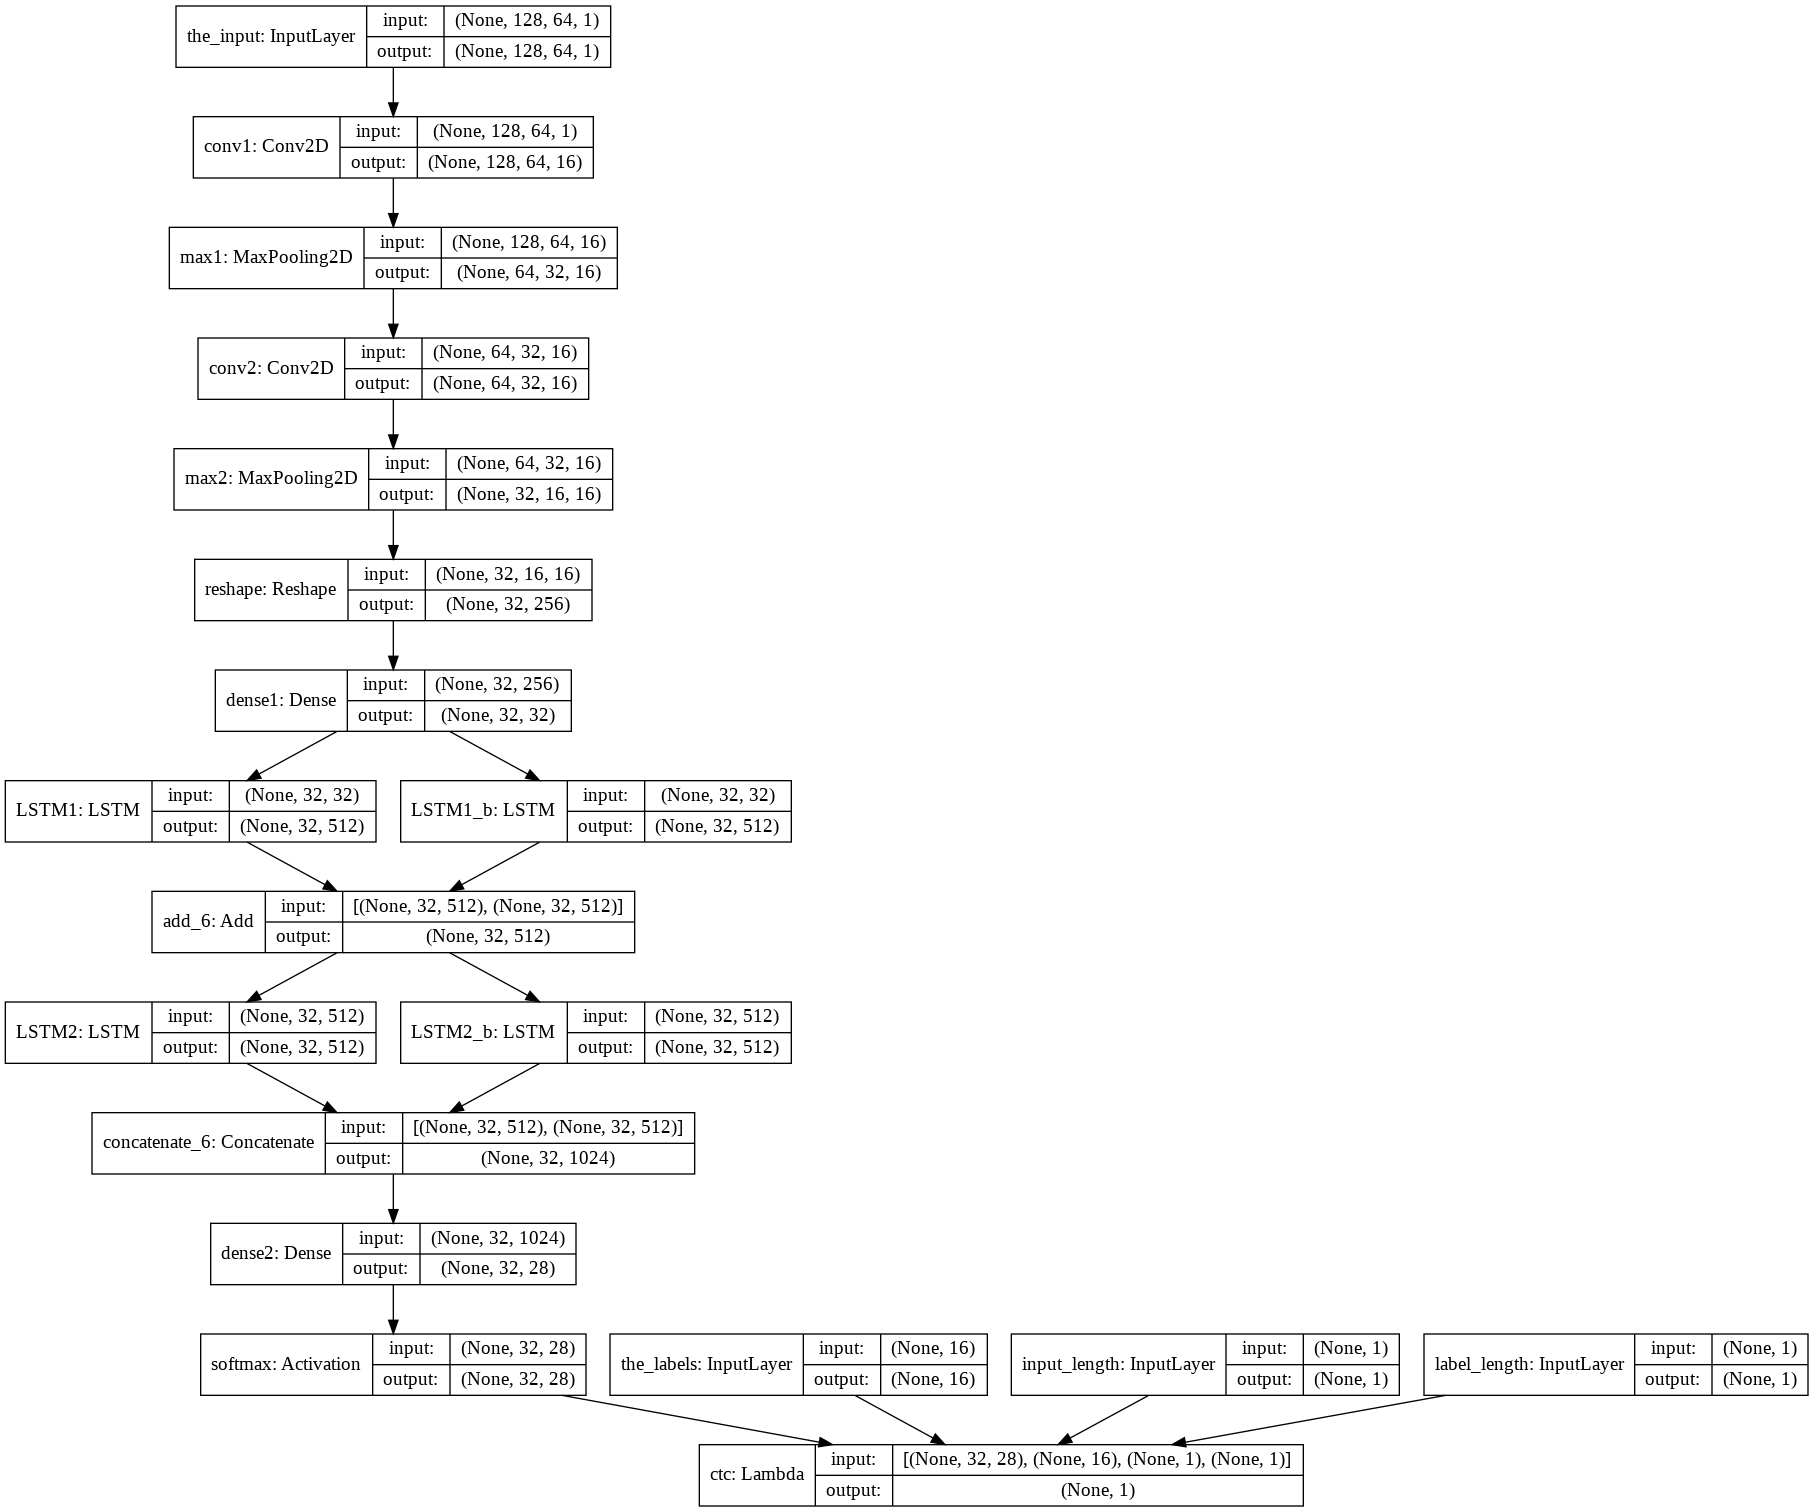 the_input: InputLayer input: (None, 128, 64, 1)
output: (None, 128, 64, 1)
conv1: Conv2D input: (None, 128, 64, 1)
output: (None, 128, 64, 16)
max1: MaxPooling2D input: (None, 128, 64, 16)
output: (None, 64, 32, 16)
conv2: Conv2D input: (None, 64, 32, 16)
output: (None, 64, 32, 16)
max2: MaxPooling2D input: (None, 64, 32, 16)
output: (None, 32, 16, 16)
reshape: Reshape input: (None, 32, 16, 16)
output: (None, 32, 256)
dense1: Dense input: (None, 32, 256)
output: (None, 32, 32)
LSTM1: LSTM input: (None, 32, 32)
output: (None, 32, 512)
LSTM1_b: LSTM input: (None, 32, 32)
output: (None, 32, 512)
add_6: Add input: [(None, 32, 512), (None, 32, 512)]
output: (None, 32, 512)
LSTM2: LSTM input: (None, 32, 512)
output: (None, 32, 512)
LSTM2_b: LSTM input: (None, 32, 512)
output: (None, 32, 512)
concatenate_6: Concatenate input: [(None, 32, 512), (None, 32, 512)]
output: (None, 32, 1024)
dense2: Dense input: (None, 32, 1024)
output: (None, 32, 28)
softmax: Activation input: (None, 32, 28)
output: (None, 32, 28)
the_labels: InputLayer input: (None, 16)
output: (None, 16)
input_length: InputLayer input: (None, 1)
output: (None, 1)
label_length: InputLayer input: (None, 1)
output: (None, 1)
ctc: Lambda input: [(None, 32, 28), (None, 16), (None, 1), (None, 1)]
output: (None, 1)